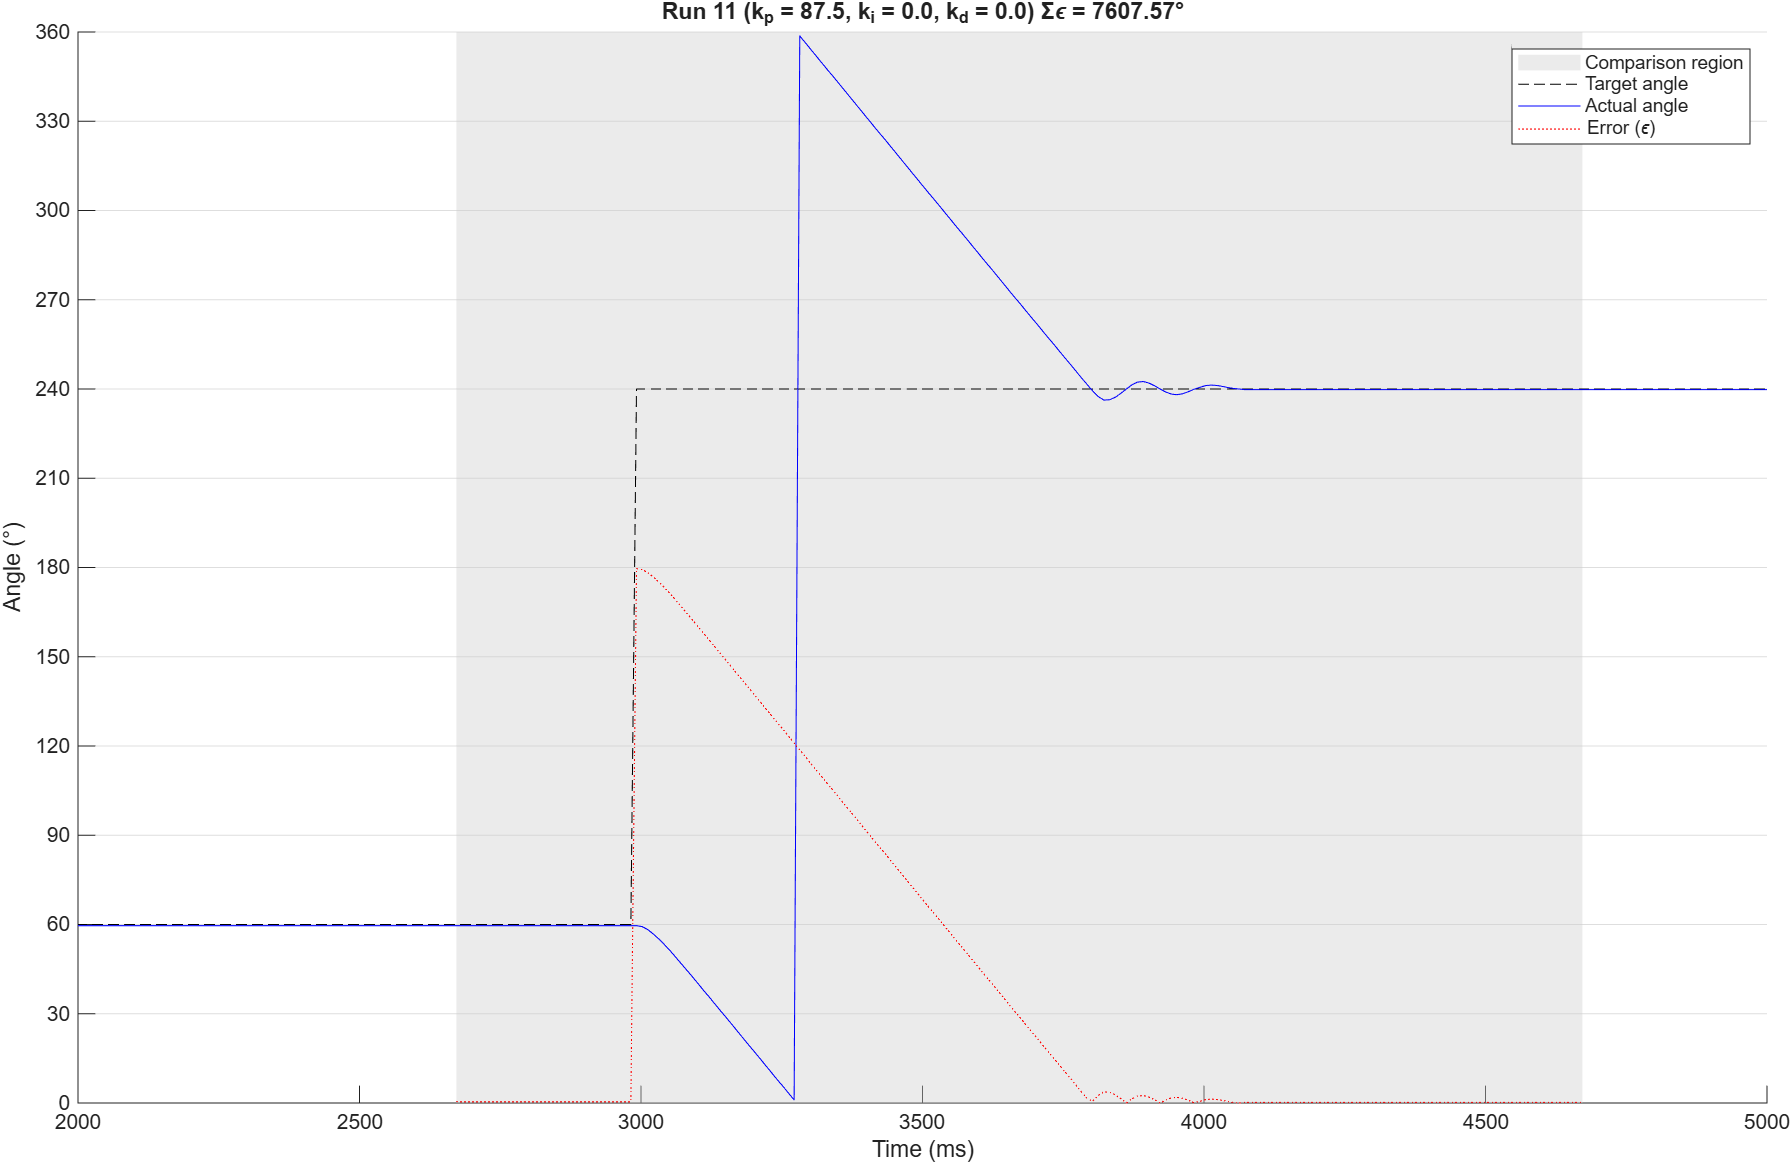 Run 11 (kp = 87.5, ki = 0.0, kd = 0.0) Σϵ = 7607.57°
360
330
300
270
240
210
180
150
120
90
60
30
0
Angle (°)
Comparison region
Target angle
Actual angle
Error (ϵ)
2000
2500
3000
3500
4000
4500
5000
Time (ms)